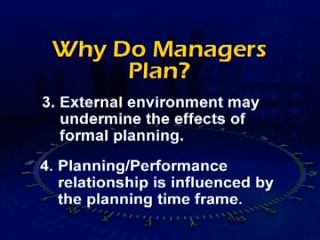 Why Do Managers
Plan?
3. External environment may
undermine the effects of
formal planning.
4. Planning/Performance
relationship is influenced by
the planning time frame.